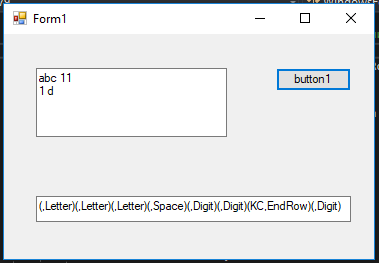 Form1
abc 11
1 d
button1
(,Letter)(,Letter)(,Letter)(,Space)(,Digit)(,Digit)(KC,EndRow)(,Digit)